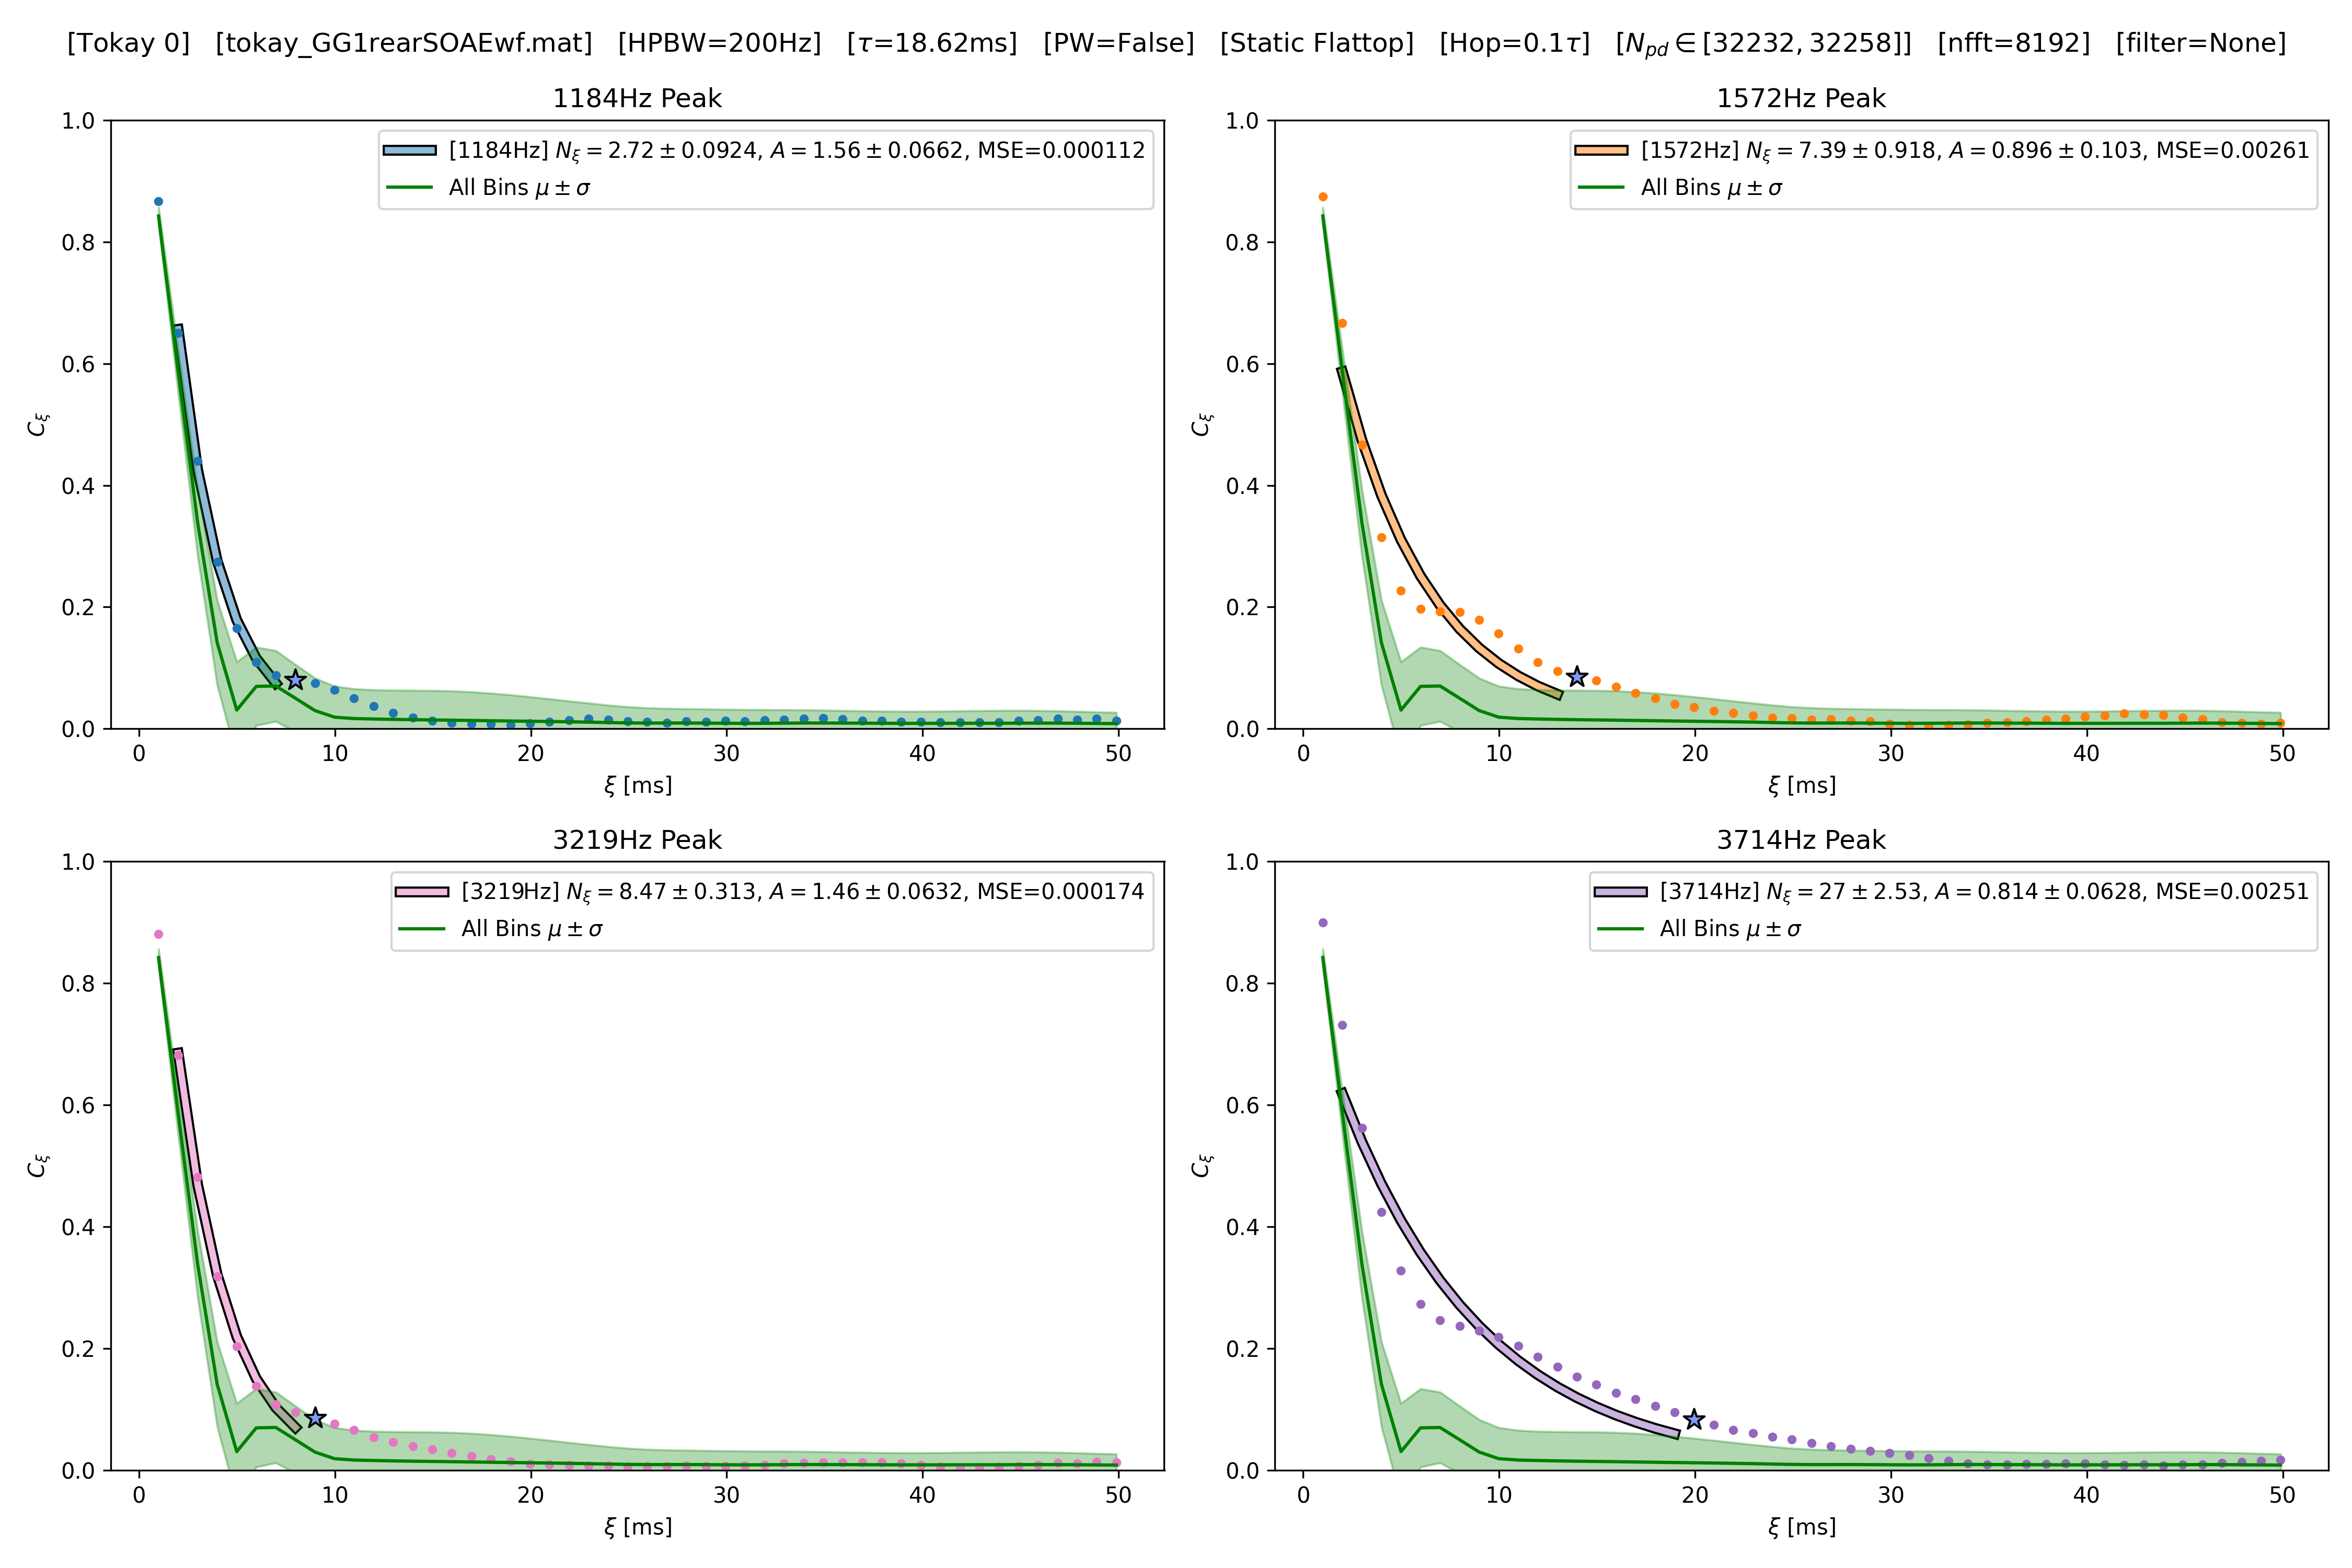 [Tokay 0] [tokay_GG1rearSOAEwf.mat] [HPBW=200Hz] [τ=18.62ms] [PW=False] [Static Flattop] [Hop=0.1τ] [N_pd ∈ [32232, 32258]] [nfft=8192] [filter=None]
1184Hz Peak
[1184Hz] N_ξ = 2.72 ± 0.0924, A = 1.56 ± 0.0662, MSE=0.000112
All Bins μ ± σ
1.0
0.8
0.6
0.4
0.2
0.0
C_ξ
0 10 20 30 40 50
ξ [ms]
1572Hz Peak
[1572Hz] N_ξ = 7.39 ± 0.918, A = 0.896 ± 0.103, MSE=0.00261
All Bins μ ± σ
1.0
0.8
0.6
0.4
0.2
0.0
C_ξ
0 10 20 30 40 50
ξ [ms]
3219Hz Peak
[3219Hz] N_ξ = 8.47 ± 0.313, A = 1.46 ± 0.0632, MSE=0.000174
All Bins μ ± σ
1.0
0.8
0.6
0.4
0.2
0.0
C_ξ
0 10 20 30 40 50
ξ [ms]
3714Hz Peak
[3714Hz] N_ξ = 27 ± 2.53, A = 0.814 ± 0.0628, MSE=0.00251
All Bins μ ± σ
1.0
0.8
0.6
0.4
0.2
0.0
C_ξ
0 10 20 30 40 50
ξ [ms]